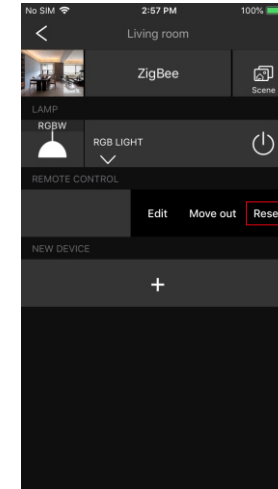 No SIM 2:57 PM 100%
Living room
ZigBee
Scene
LAMP
RGBW
RGB LIGHT
REMOTE CONTROL
Edit Move out Rese
NEW DEVICE
+